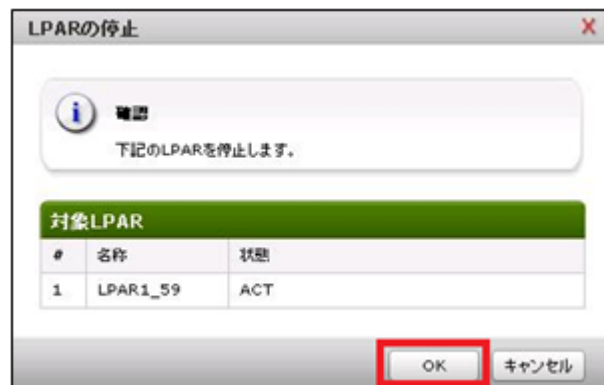 LPARの停止
確認
下記のLPARを停止します。
対象LPAR
# 名称 状態
1 LPAR1_59 ACT
OK キャンセル